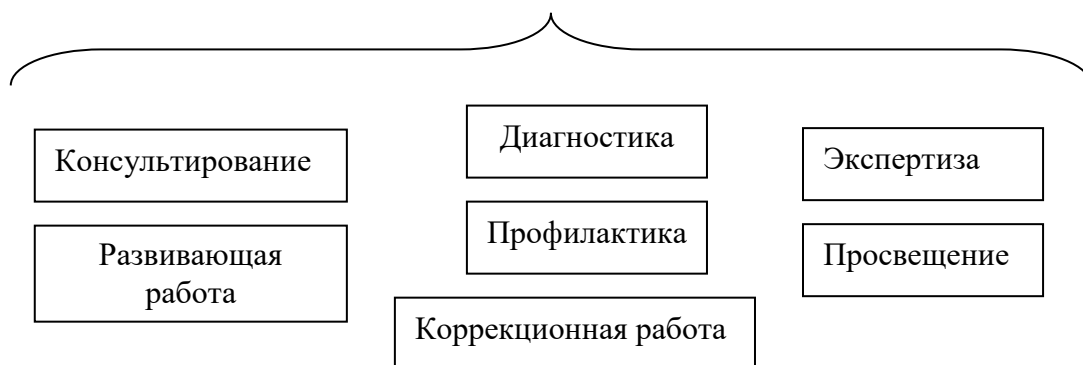 Консультирование
Развивающая
работа
Диагностика
Профилактика
Коррекционная работа
Экспертиза
Просвещение